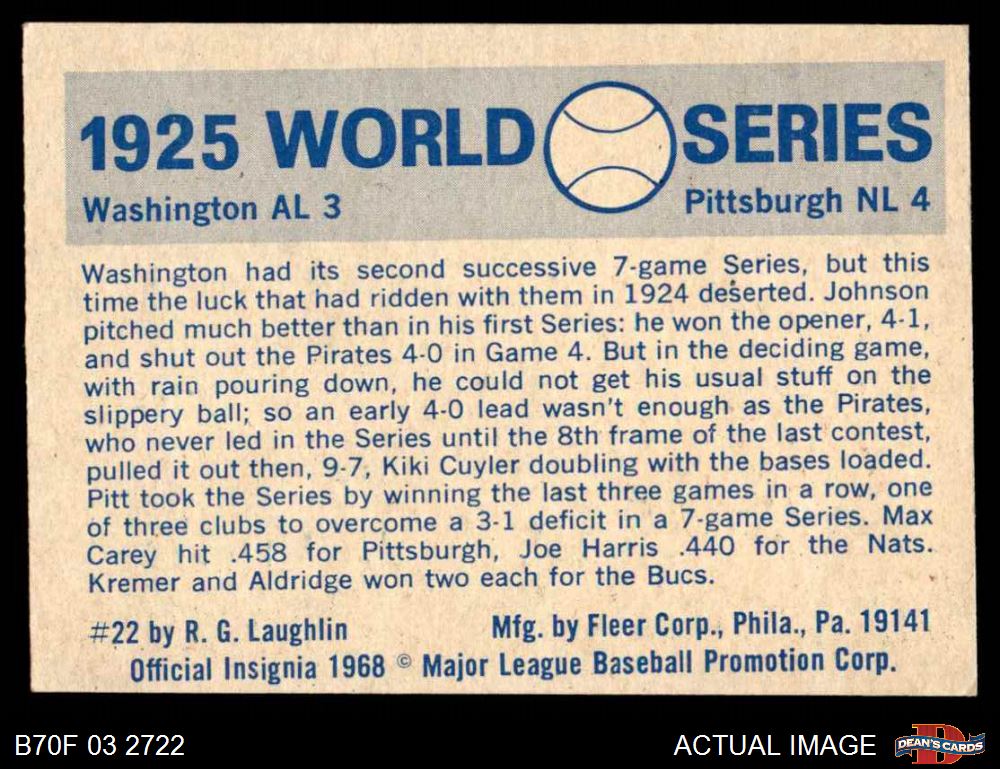 1925 WORLD SERIES
Washington AL 3
Pittsburgh NL 4
Washington had its second successive 7-game Series, but this
time the luck that had ridden with them in 1924 deserted. Johnson
pitched much better than in his first Series: he won the opener, 4-1,
and shut out the Pirates 4-0 in Game 4. But in the deciding game,
with rain pouring down, he could not get his usual stuff on the
slippery ball; so an early 4-0 lead wasn't enough as the Pirates,
who never led in the Series until the 8th frame of the last contest,
pulled it out then, 9-7, Kiki Cuyler doubling with the bases loaded.
Pitt took the Series by winning the last three games in a row, one
of three clubs to overcome a 3-1 deficit in a 7-game Series. Max
Carey hit .458 for Pittsburgh, Joe Harris .440 for the Nats.
Kremer and Aldridge won two each for the Bucs.
#22 by R. G. Laughlin
Mfg. by Fleer Corp., Phila., Pa. 19141
Official Insignia 1968 © Major League Baseball Promotion Corp.
B70F 03 2722
ACTUAL IMAGE
D
DEAN'S CARDS